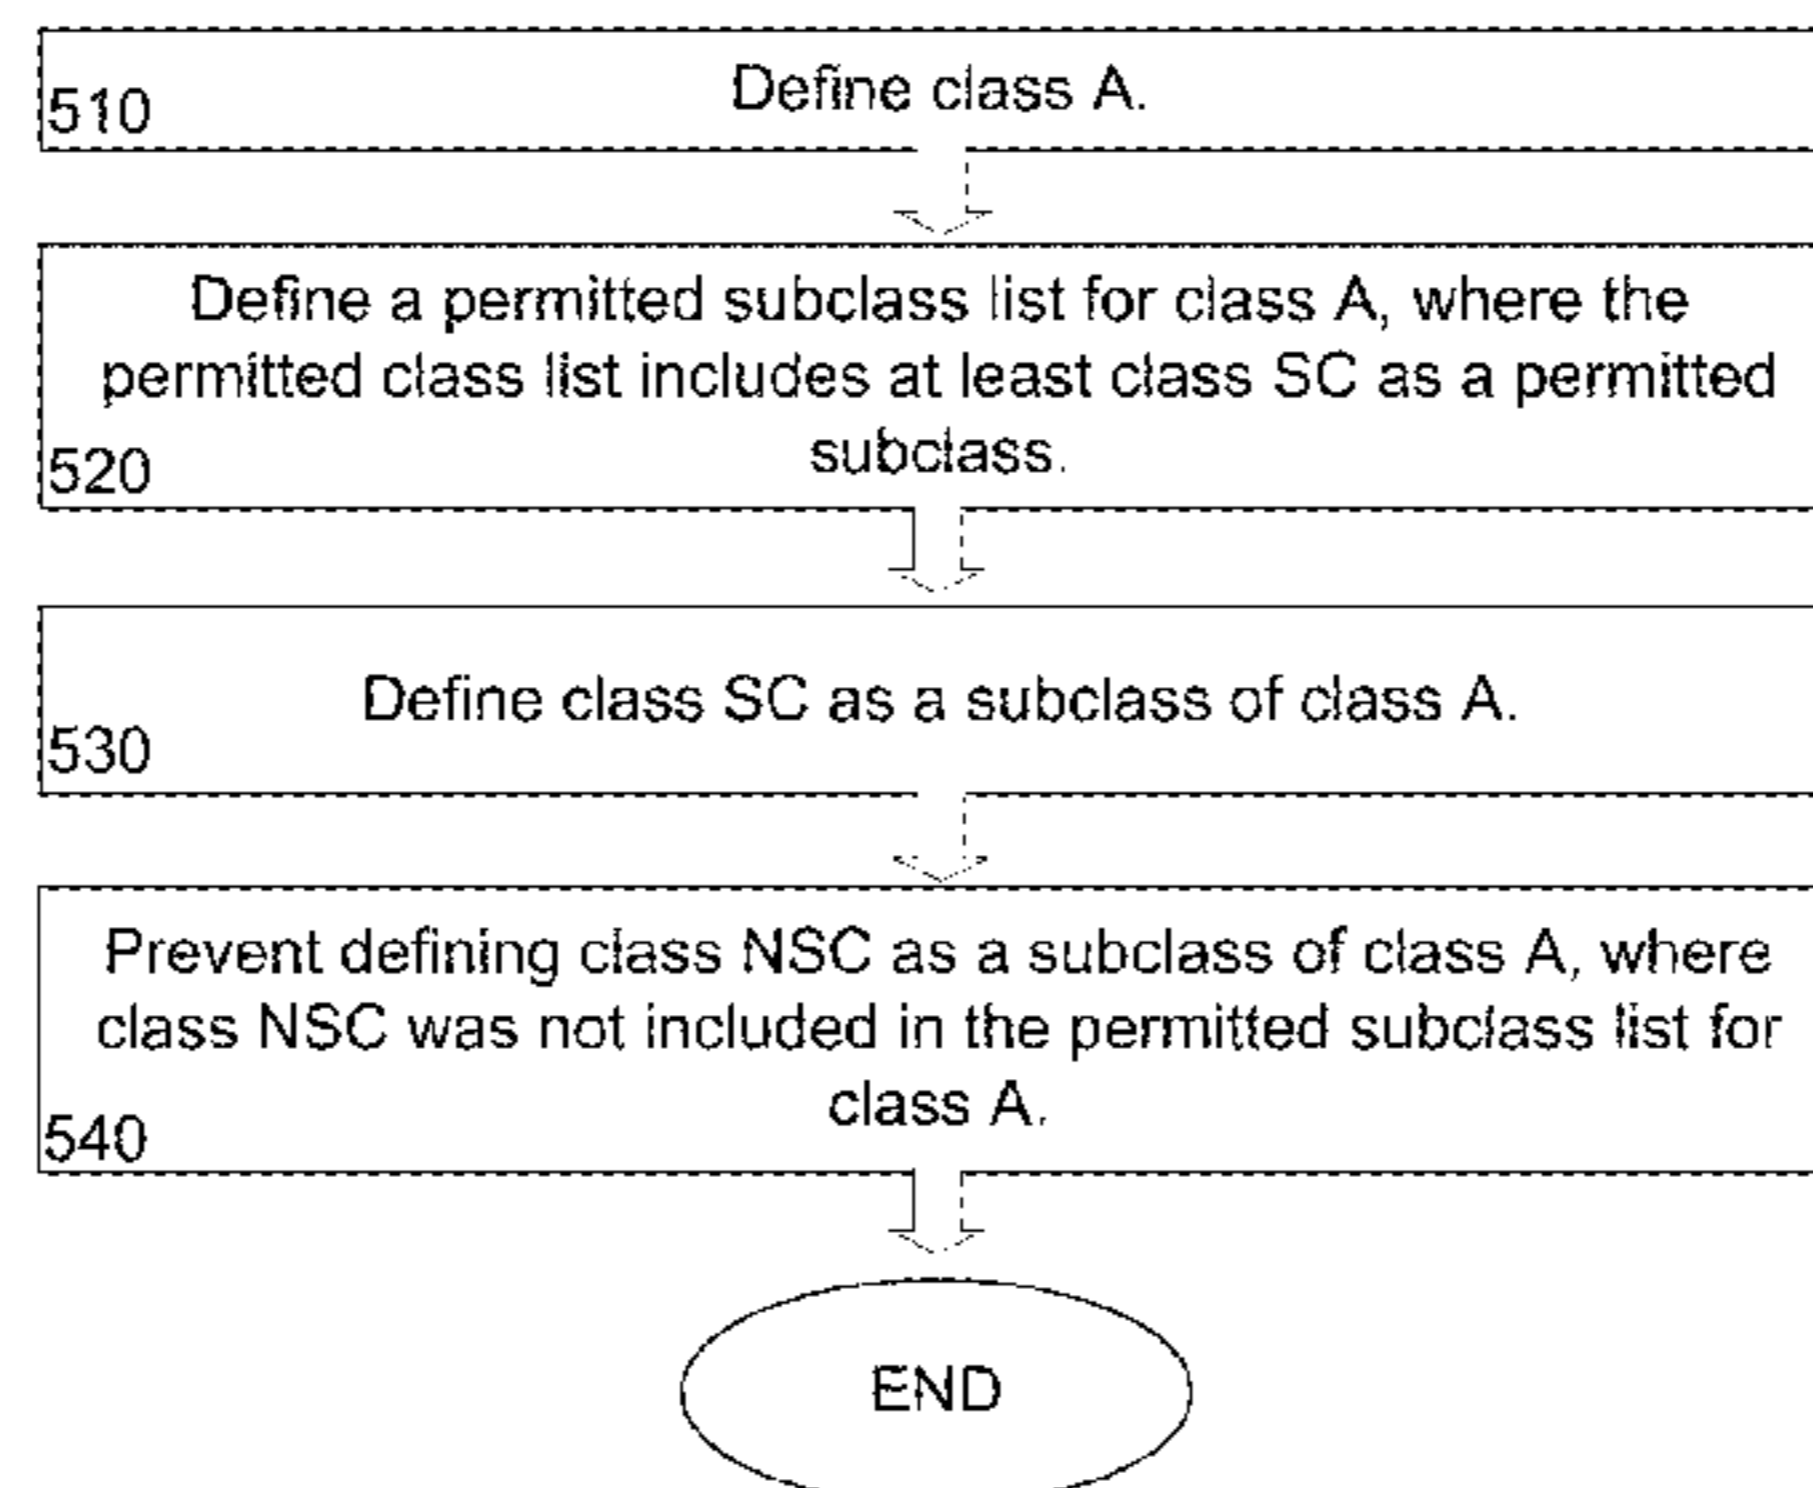 Define class A.
510
Define a permitted subclass list for class A, where the
permitted class list includes at least class SC as a permitted
subclass.
520
Define class SC as a subclass of class A.
530
Prevent defining class NSC as a subclass of class A, where
class NSC was not included in the permitted subclass list for
class A.
540
END